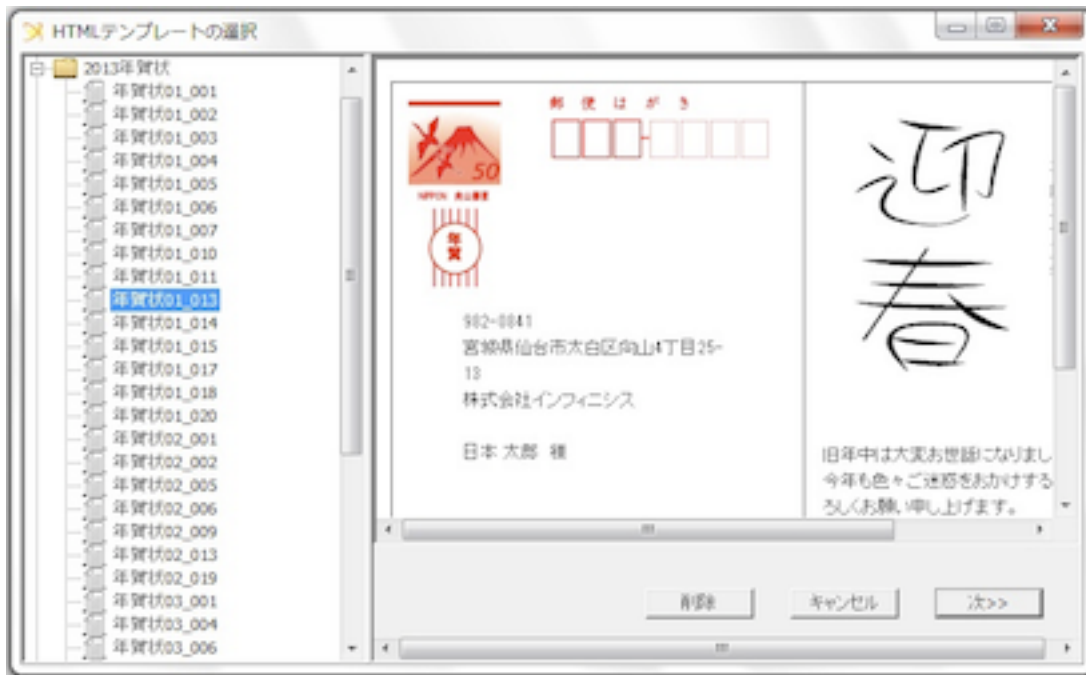 HTMLテンプレートの選択
2013年賀状
年賀状01_001
年賀状01_002
年賀状01_003
年賀状01_004
年賀状01_005
年賀状01_006
年賀状01_007
年賀状01_010
年賀状01_011
年賀状01_013
年賀状01_014
年賀状01_015
年賀状01_017
年賀状01_018
年賀状01_020
年賀状02_001
年賀状02_002
年賀状02_005
年賀状02_006
年賀状02_009
年賀状02_013
年賀状02_019
年賀状03_001
年賀状03_004
年賀状03_006
郵便はがき
50
NIPPON
年賀
982-0841
宮城県仙台市太白区向山4丁目25-
13
株式会社インフィニシス
日本 太郎 様
迎春
旧年中は大変お世話になりまし
今年も色々ご迷惑をおかけする
ろしくお願い申し上げます。
削除
キャンセル
次>>